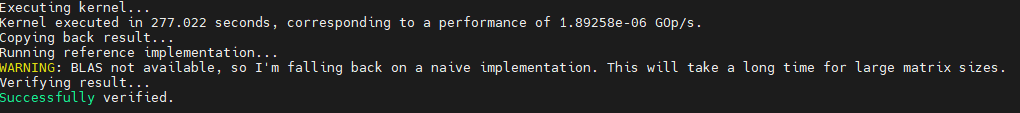 Executing kernel...
Kernel executed in 277.022 seconds, corresponding to a performance of 1.89258e-06 GOp/s.
Copying back result...
Running reference implementation...
WARNING: BLAS not available, so I'm falling back on a naive implementation. This will take a long time for large matrix sizes.
Verifying result...
Successfully verified.